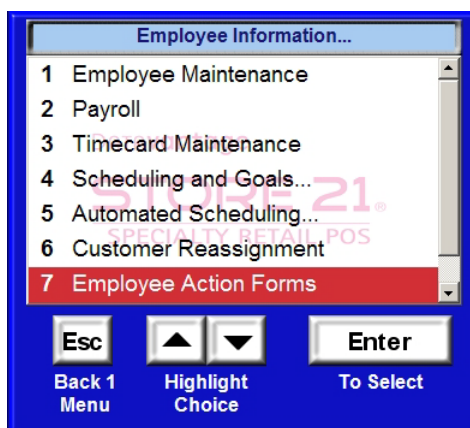 Employee Information...
1 Employee Maintenance
2 Payroll
3 Timecard Maintenance
4 Scheduling and Goals...
STORE 21®
5 Automated Scheduling...
SPECIALTY RETAIL POS
6 Customer Reassignment
7 Employee Action Forms
Esc
Enter
Back 1
Menu
Highlight
Choice
To Select